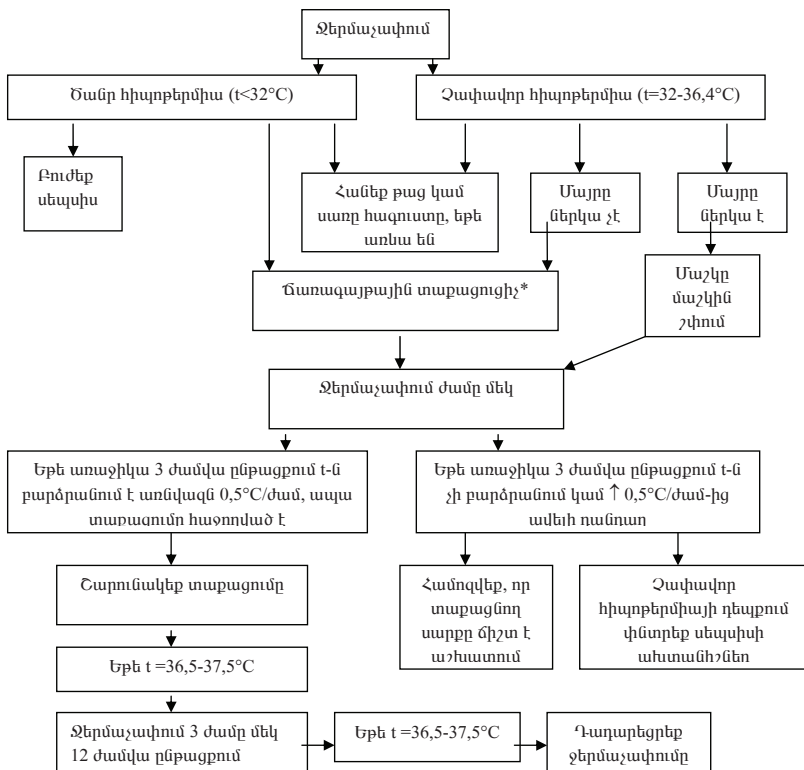 Ջերմաչափում
Ծանր հիպոթերմիա (t<32°C)
Չափավոր հիպոթերմիա (t=32-36,4°C)
Բուժեք
սեպսիս
Հանեք թաց կամ
սառը հագուստը, եթե
առկա են
Մայրը
ներկա չէ
Մայրը
ներկա է
Ճառագայթային տաքացուցիչ*
Մաշկը
մաշկին
շփում
Ջերմաչափում ժամը մեկ
Եթե առաջիկա 3 ժամվա ընթացքում t-ն
բարձրանում է առնվազն 0,5°C/ժամ, ապա
տաքացումը հաջողված է
Եթե առաջիկա 3 ժամվա ընթացքում t-ն
չի բարձրանում կամ ↑ 0,5°C/ժամ-ից
ավելի դանդաղ
Շարունակեք տաքացումը
Համոզվեք, որ
տաքացնող
սարքը ճիշտ է
աշխատում
Չափավոր
հիպոթերմիայի դեպքում
փնտրեք սեպսիսի
ախտանիշներ
Եթե t =36,5-37,5°C
Ջերմաչափում 3 ժամը մեկ
12 ժամվա ընթացքում
Եթե t =36,5-37,5°C
Դադարեցրեք
ջերմաչափումը